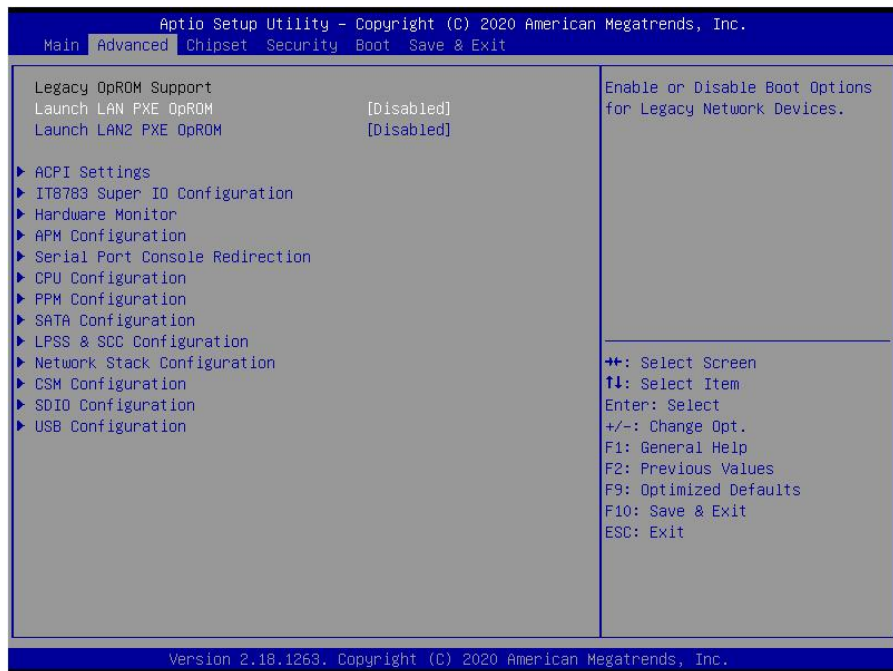 Aptio Setup Utility – Copyright (C) 2020 American Megatrends, Inc.
Main Advanced Chipset Security Boot Save & Exit
Legacy OpROM Support
Launch LAN PXE OpROM [Disabled]
Launch LAN2 PXE OpROM [Disabled]
ACPI Settings
IT8783 Super IO Configuration
Hardware Monitor
APM Configuration
Serial Port Console Redirection
CPU Configuration
PPM Configuration
SATA Configuration
LPSS & SCC Configuration
Network Stack Configuration
CSM Configuration
SDIO Configuration
USB Configuration
Enable or Disable Boot Options
for Legacy Network Devices.
→←: Select Screen
↑↓: Select Item
Enter: Select
+/-: Change Opt.
F1: General Help
F2: Previous Values
F9: Optimized Defaults
F10: Save & Exit
ESC: Exit
Version 2.18.1263. Copyright (C) 2020 American Megatrends, Inc.